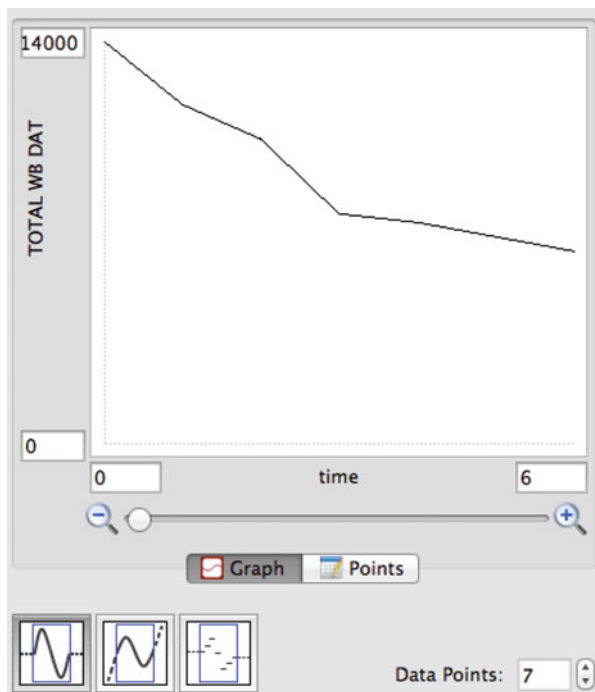 14000
TOTAL WB DAT
0
0 time 6
Graph Points
Data Points: 7